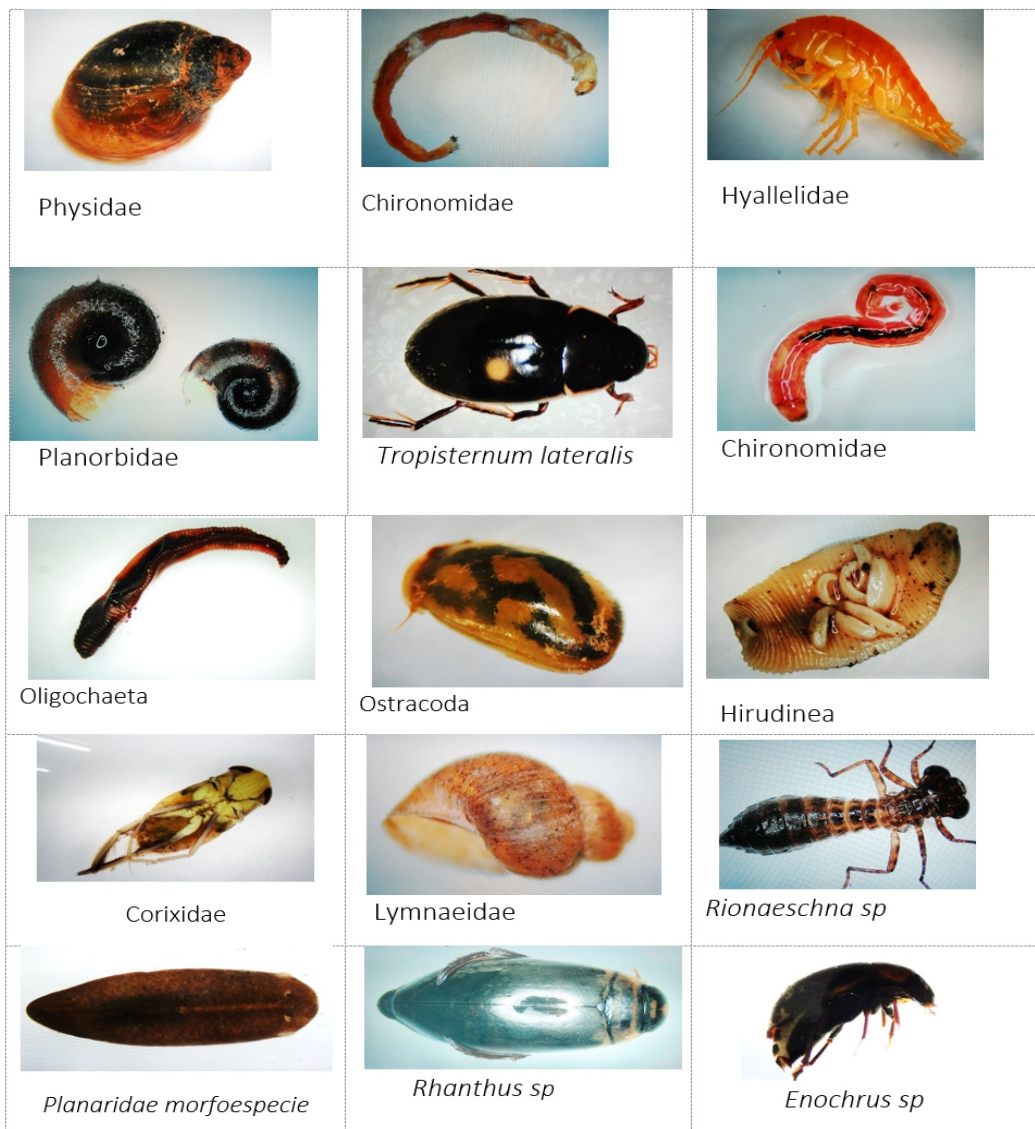 Physidae
Chironomidae
Hyallelidae
Planorbidae
Tropisternum lateralis
Chironomidae
Oligochaeta
Ostracoda
Hirudinea
Corixidae
Lymnaeidae
Rionaeschna sp
Planaridae morfoespecie
Rhanthus sp
Enochrus sp